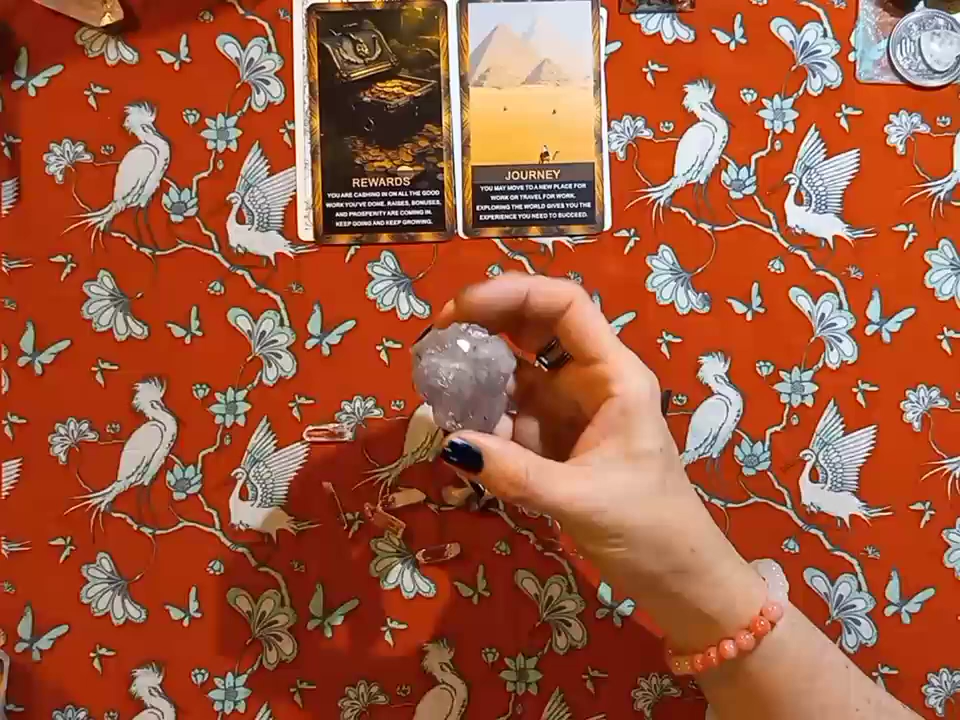 REWARDS
YOU ARE CASHING IN ON ALL THE GOOD
WORK YOU'VE DONE. RAISES, BONUSES,
AND PROSPERITY ARE COMING IN.
KEEP GOING AND KEEP GROWING.
JOURNEY
YOU MAY MOVE TO A NEW PLACE FOR
WORK OR TRAVEL FOR WORK.
EXPLORING THE WORLD GIVES YOU THE
EXPERIENCE YOU NEED TO SUCCEED.